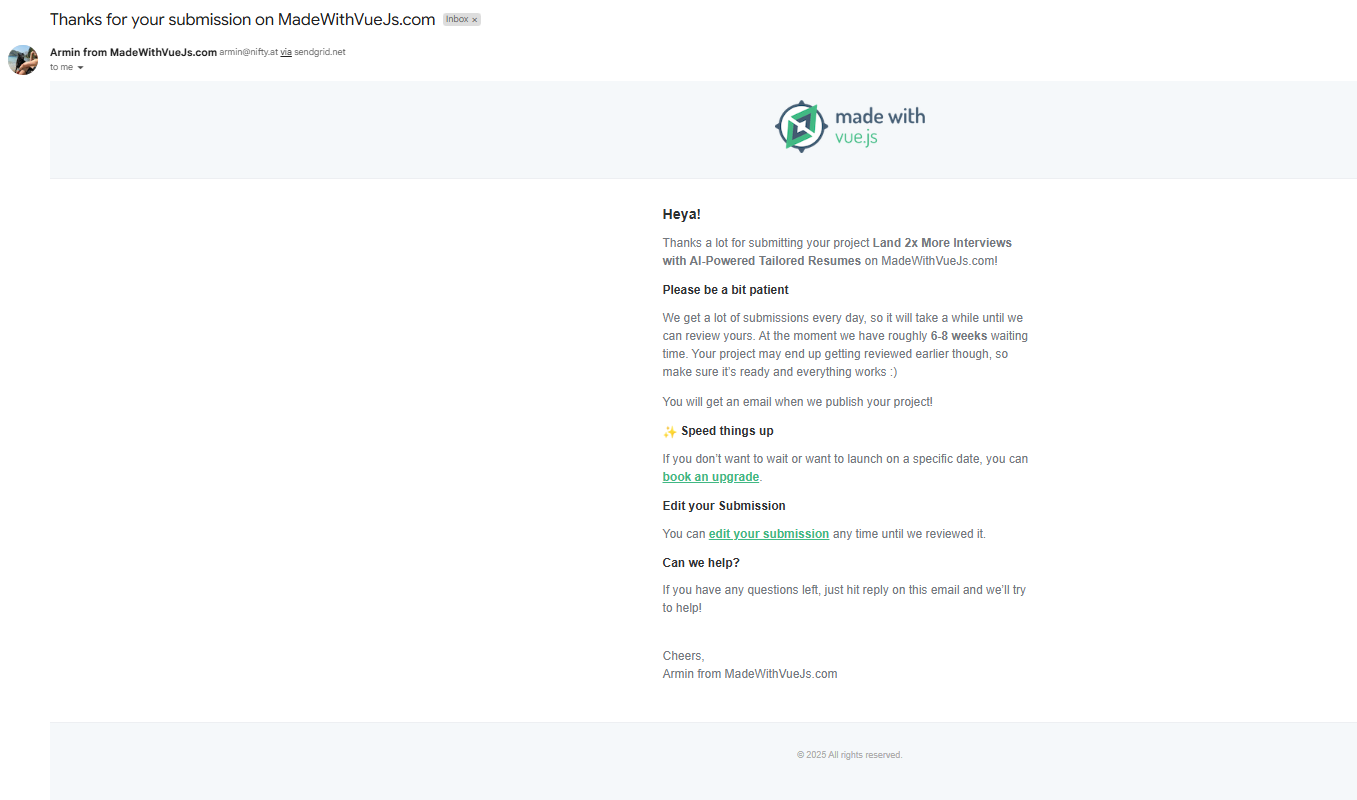 Thanks for your submission on MadeWithVueJs.com Inbox ×
Armin from MadeWithVueJs.com armin@nifty.at via sendgrid.net
to me
made with
vue.js
Heya!
Thanks a lot for submitting your project Land 2x More Interviews
with AI-Powered Tailored Resumes on MadeWithVueJs.com!
Please be a bit patient
We get a lot of submissions every day, so it will take a while until we
can review yours. At the moment we have roughly 6-8 weeks waiting
time. Your project may end up getting reviewed earlier though, so
make sure it’s ready and everything works :)
You will get an email when we publish your project!
✨ Speed things up
If you don’t want to wait or want to launch on a specific date, you can
book an upgrade.
Edit your Submission
You can edit your submission any time until we reviewed it.
Can we help?
If you have any questions left, just hit reply on this email and we’ll try
to help!
Cheers,
Armin from MadeWithVueJs.com
© 2025 All rights reserved.